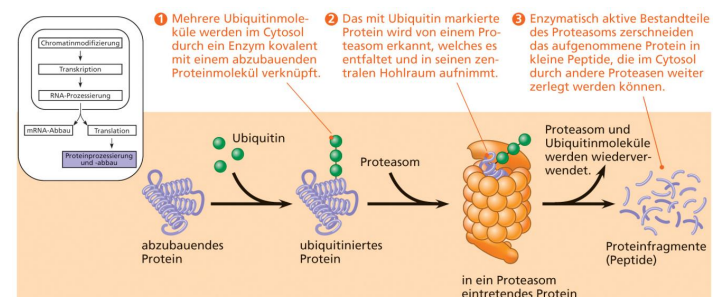 1 Mehrere Ubiquitinmole-
küle werden im Cytosol
durch ein Enzym kovalent
mit einem abzubauenden
Proteinmolekül verknüpft.
2 Das mit Ubiquitin markierte
Protein wird von einem Pro-
teasom erkannt, welches es
entfaltet und in seinen zen-
tralen Hohlraum aufnimmt.
3 Enzymatisch aktive Bestandteile
des Proteasoms zerschneiden
das aufgenommene Protein in
kleine Peptide, die im Cytosol
durch andere Proteasen weiter
zerlegt werden können.
Chromatinmodifizierung
Transkription
RNA-Prozessierung
mRNA-Abbau
Translation
Proteinprozessierung
und -abbau
Ubiquitin
Proteasom
Proteasom und
Ubiquitinmoleküle
werden wiederver-
wendet.
abzubauendes
Protein
ubiquitiniertes
Protein
in ein Proteasom
eintretendes Protein
Proteinfragmente
(Peptide)